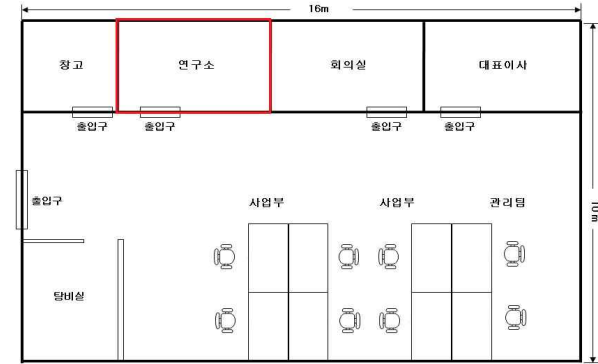 16m
창고
연구소
회의실
대표이사
출입구
출입구
출입구
출입구
출입구
10m
사업부
사업부
관리팀
탕비실